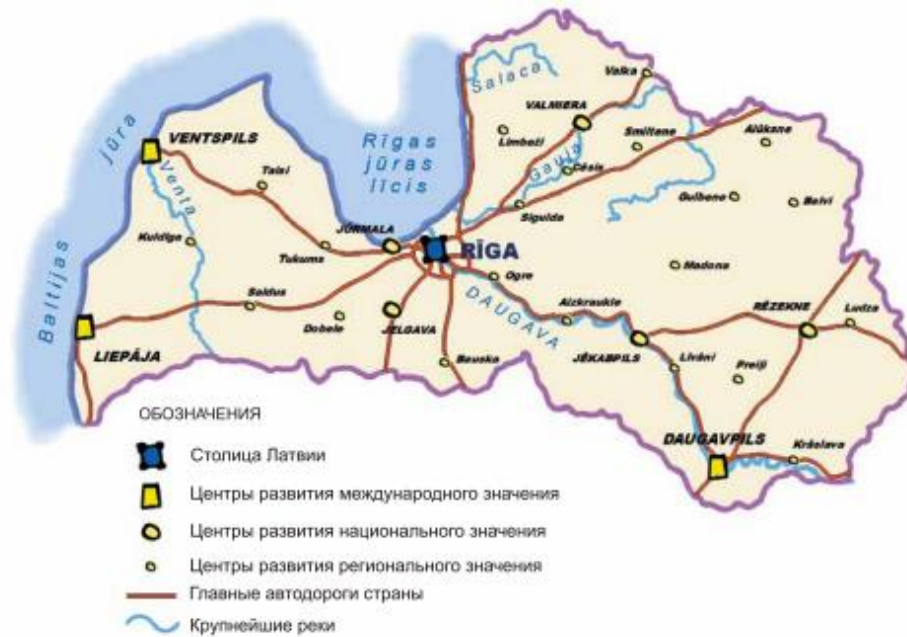 Valka
Salaca
VALMIERA
VENTSPILS
jūra
Rīgas
jūras
līcis
Limbaži
Smiltene
Alūksne
Gauja
Cēsis
Talsi
Venta
Gulbene
Balvi
Sigulda
JŪRMALA
Kuldīga
RĪGA
Tukums
Madona
Ogre
Baltijas
Saldus
DAUGAVA
Aizkraukle
RĒZEKNE
Ludza
Dobele
JELGAVA
LIEPĀJA
Bauska
JĒKABPILS
Līvāni
Preiļi
ОБОЗНАЧЕНИЯ
DAUGAVPILS
Krāslava
Столица Латвии
Центры развития международного значения
Центры развития национального значения
Центры развития регионального значения
Главные автодороги страны
Крупнейшие реки